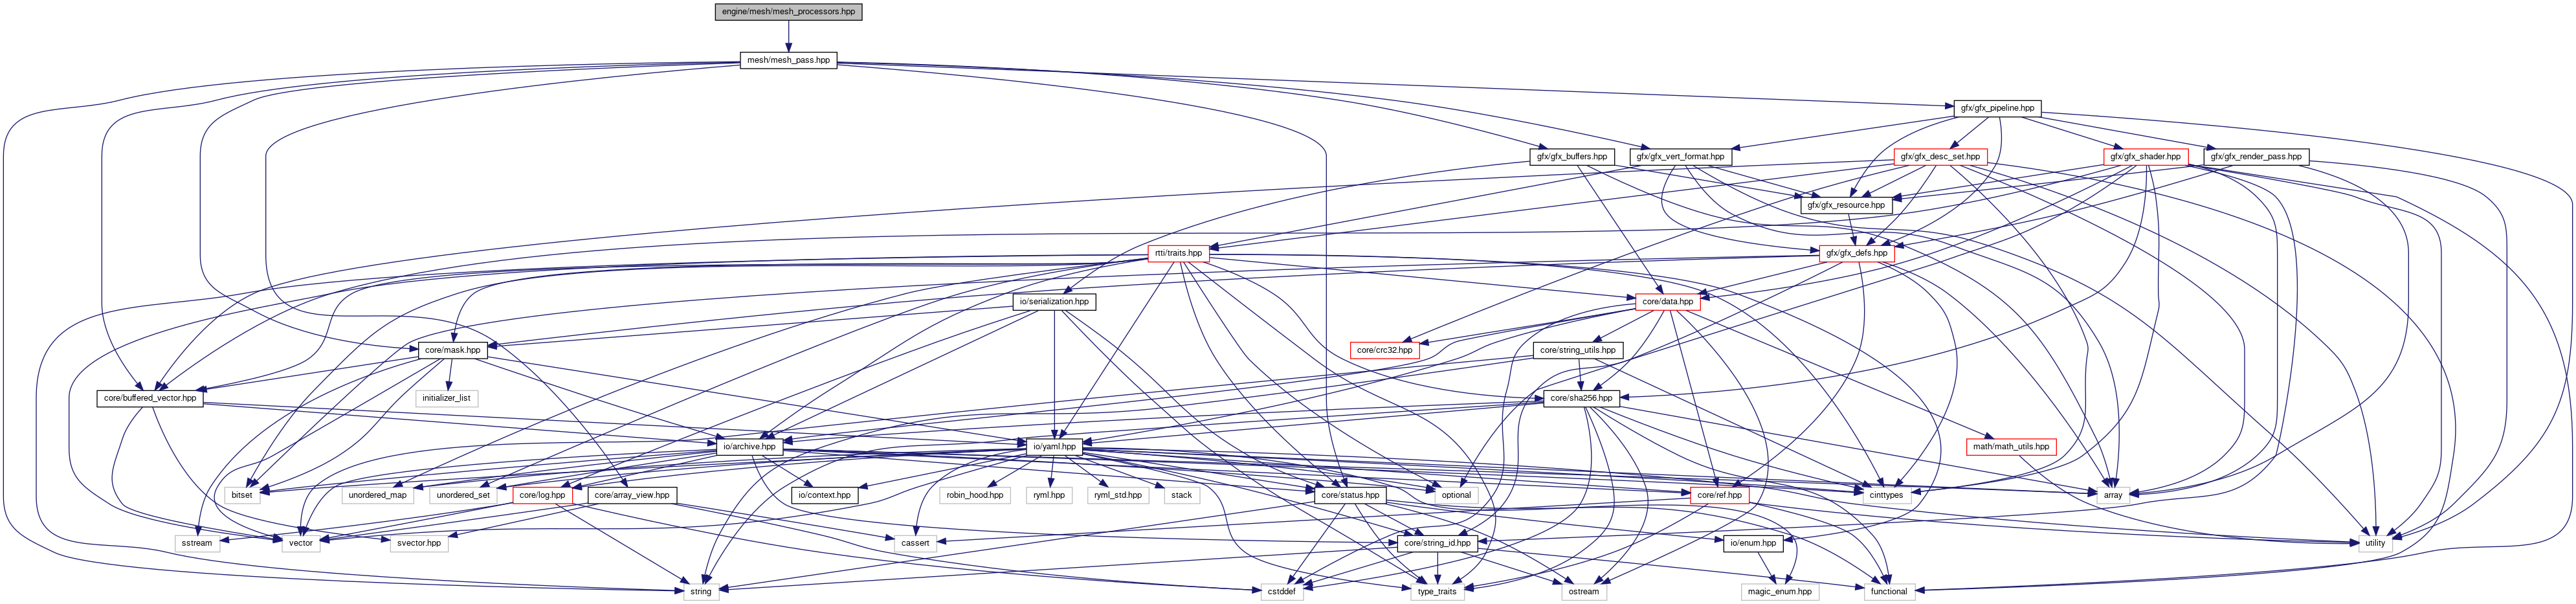 engine/mesh/mesh_processors.hpp
mesh/mesh_pass.hpp
gfx/gfx_pipeline.hpp
gfx/gfx_buffers.hpp
gfx/gfx_vert_format.hpp
gfx/gfx_desc_set.hpp
gfx/gfx_shader.hpp
gfx/gfx_render_pass.hpp
gfx/gfx_resource.hpp
rtti/traits.hpp
gfx/gfx_defs.hpp
io/serialization.hpp
core/data.hpp
core/mask.hpp
core/crc32.hpp
core/string_utils.hpp
core/buffered_vector.hpp
initializer_list
core/sha256.hpp
io/archive.hpp
io/yaml.hpp
math/math_utils.hpp
bitset
unordered_map
unordered_set
core/log.hpp
core/array_view.hpp
io/context.hpp
robin_hood.hpp
ryml.hpp
ryml_std.hpp
stack
core/status.hpp
optional
core/ref.hpp
cinttypes
array
sstream
vector
svector.hpp
cassert
core/string_id.hpp
io/enum.hpp
utility
string
cstddef
type_traits
ostream
magic_enum.hpp
functional